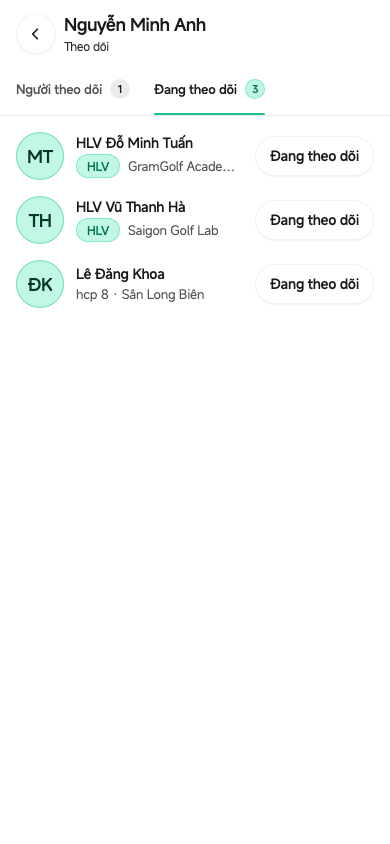 Nguyễn Minh Anh
Theo dõi
Người theo dõi 1 Đang theo dõi 3
MT HLV Đỗ Minh Tuấn
HLV GramGolf Acade... Đang theo dõi
TH HLV Vũ Thanh Hà
HLV Saigon Golf Lab Đang theo dõi
ĐK Lê Đăng Khoa
hcp 8 · Sân Long Biên Đang theo dõi